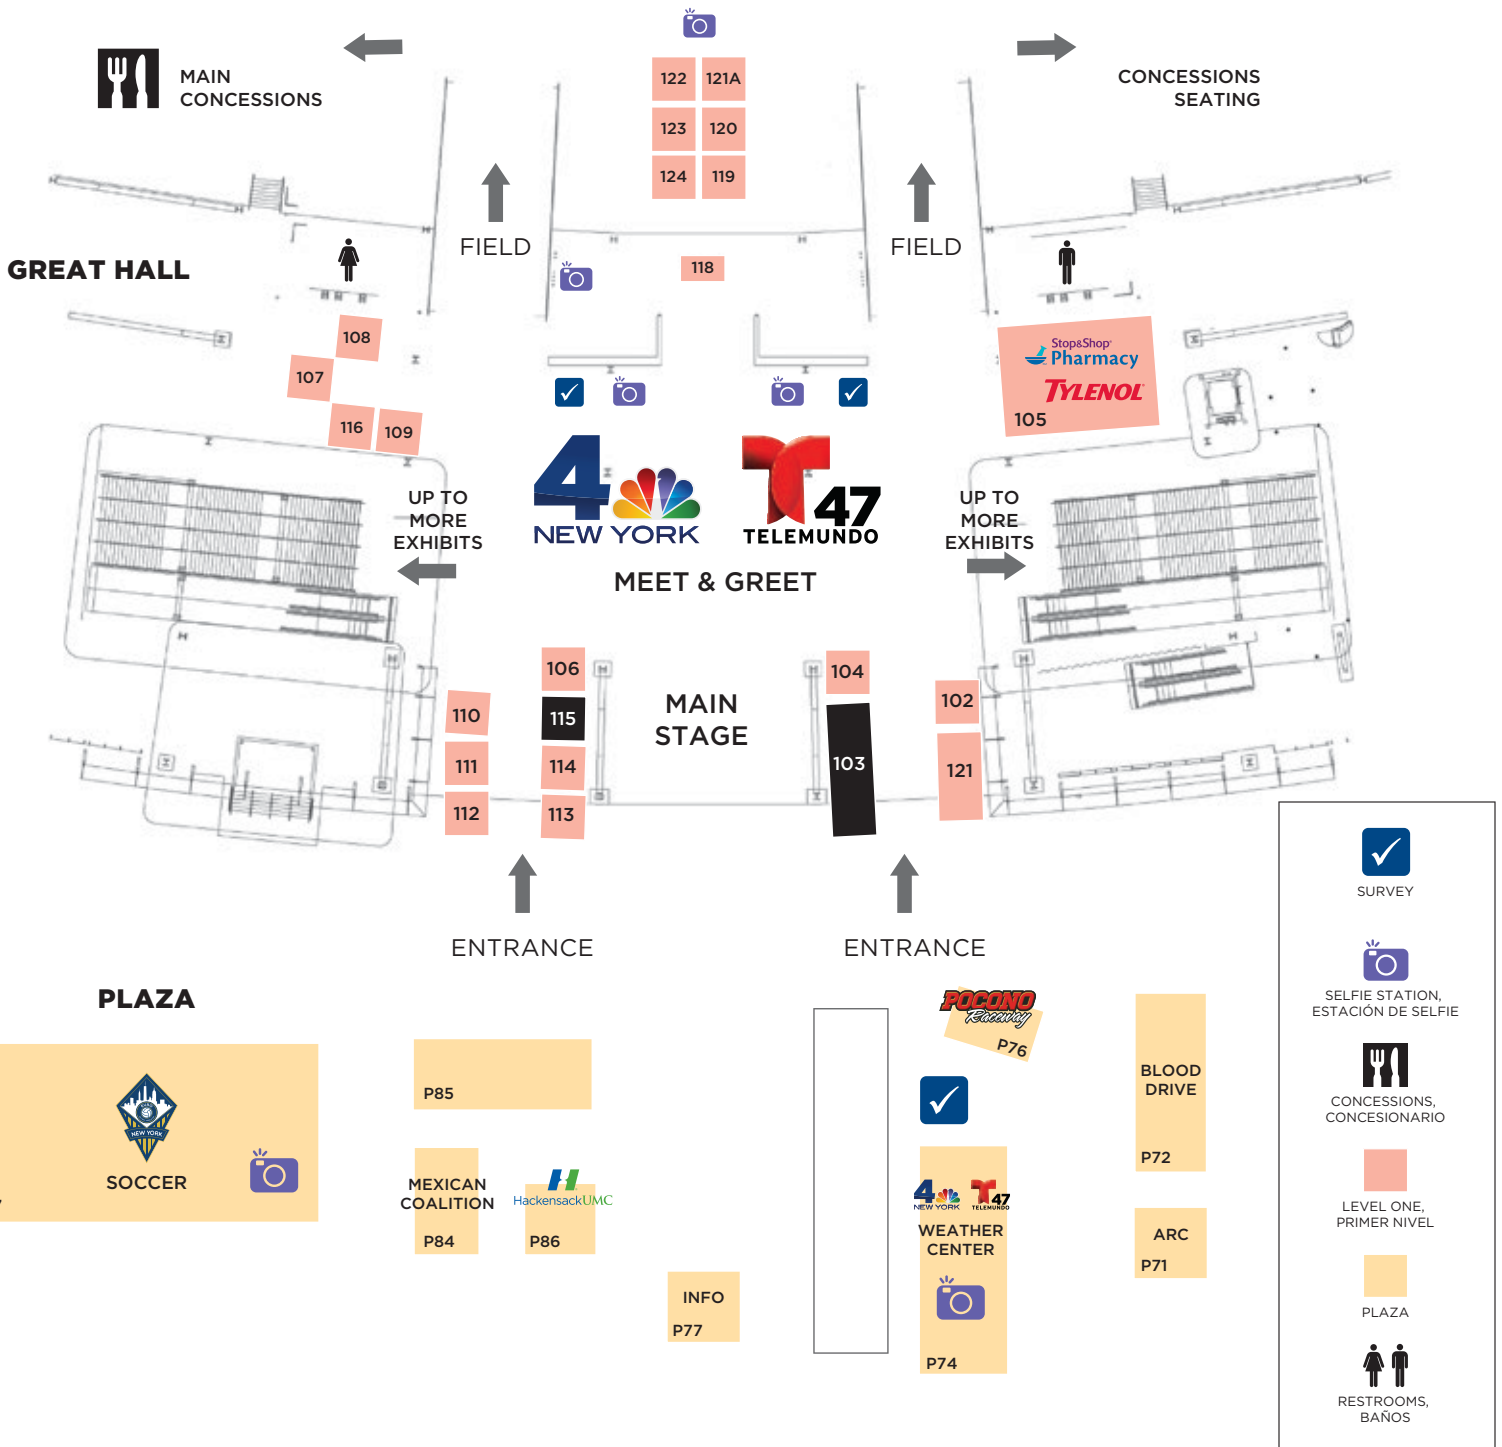 MAIN
CONCESSIONS
CONCESSIONS
SEATING
122
121A
123
120
124
119
FIELD
FIELD
GREAT HALL
118
108
107
116
109
Stop&Shop
Pharmacy
TYLENOL
105
4
NEW YORK
T
47
TELEMUNDO
UP TO
MORE
EXHIBITS
UP TO
MORE
EXHIBITS
MEET & GREET
106
115
114
113
110
111
112
MAIN
STAGE
104
103
102
121
ENTRANCE
ENTRANCE
PLAZA
NEW YORK
SOCCER
P85
MEXICAN
COALITION
P84
HackensackUMC
P86
INFO
P77
POCONO
Raceway
P76
4
NEW YORK
T
47
TELEMUNDO
WEATHER
CENTER
P74
BLOOD
DRIVE
P72
ARC
P71
SURVEY
SELFIE STATION,
ESTACIÓN DE SELFIE
CONCESSIONS,
CONCESIONARIO
LEVEL ONE,
PRIMER NIVEL
PLAZA
RESTROOMS,
BAÑOS